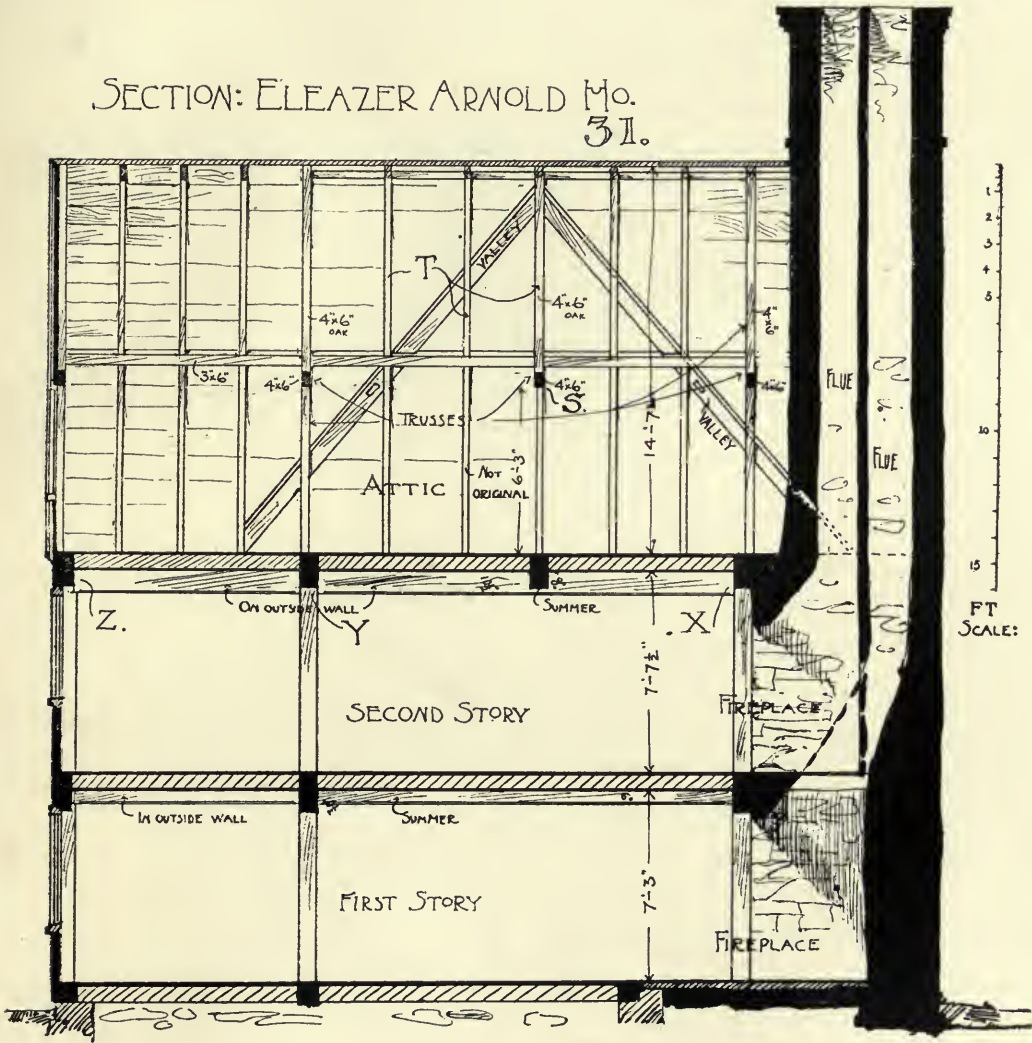 SECTION: ELEAZER ARNOLD HO.
31.
VALLEY
T
4"x6"
OAK
4"x6"
OAK
6"x4"
3"x6"
4"x6"
4"x6"
S.
4"x6"
TRUSSES
VALLEY
14'-7"
6'-3"
NOT
ORIGINAL
ATTIC
FLUE
FLUE
1
2
3
4
5
10
15
FT
SCALE:
ON OUTSIDE WALL
SUMMER
Z.
Y
X
7'-7½"
SECOND STORY
FIREPLACE
IN OUTSIDE WALL
SUMMER
7'-3"
FIRST STORY
FIREPLACE